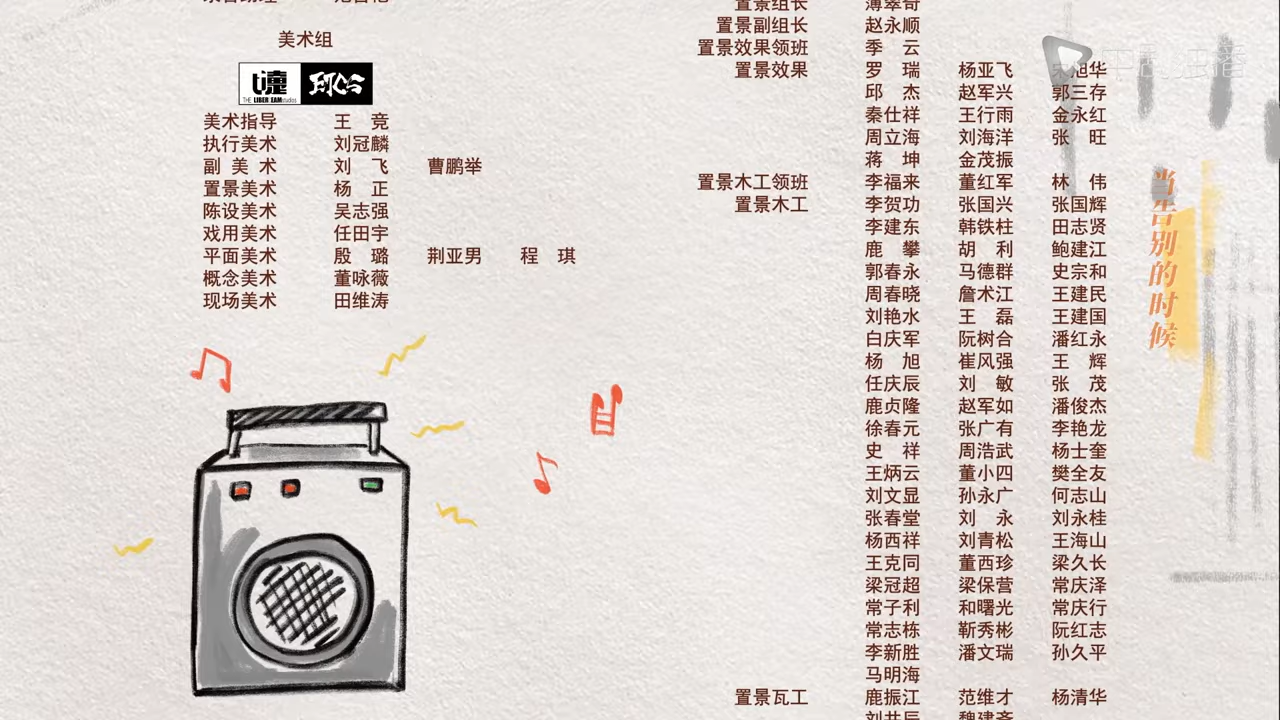 美术组
THE LIBER EAMstudios
美术指导 王 竞
执行美术 刘冠麟
副 美 术 刘 飞 曹鹏举
置景美术 杨 正
陈设美术 吴志强
戏用美术 任田宇
平面美术 殷 璐 荆亚男 程 琪
概念美术 董咏薇
现场美术 田维涛
置景组长 薄翠奇
置景副组长 赵永顺
置景效果领班 季 云
置景效果 罗 瑞 杨亚飞 旭华
邱 杰 赵军兴 郭三存
秦仕祥 王行雨 金永红
周立海 刘海洋 张 旺
蒋 坤 金茂振
置景木工领班 李福来 董红军 林 伟
置景木工 李贺功 张国兴 张国辉
李建东 韩铁柱 田志贤
鹿 攀 胡 利 鲍建江
郭春永 马德群 史宗和
周春晓 詹术江 王建民
刘艳水 王 磊 王建国
白庆军 阮树合 潘红永
杨 旭 崔风强 王 辉
任庆辰 刘 敏 张 茂
鹿贞隆 赵军如 潘俊杰
徐春元 张广有 李艳龙
史 祥 周浩武 杨士奎
王炳云 董小四 樊全友
刘文显 孙永广 何志山
张春堂 刘 永 刘永桂
杨西祥 刘青松 王海山
王克同 董西珍 梁久长
梁冠超 梁保营 常庆泽
常子利 和曙光 常庆行
常志栋 靳秀彬 阮红志
李新胜 潘文瑞 孙久平
马明海
置景瓦工 鹿振江 范维才 杨清华
当告别的时候